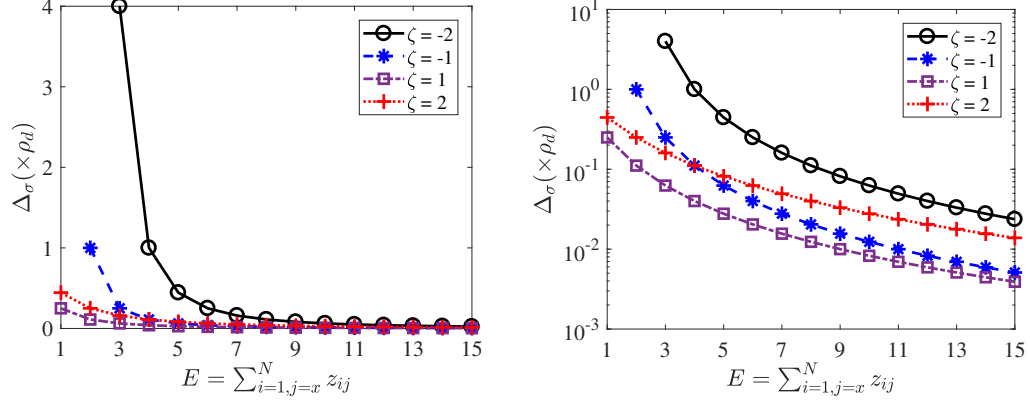 4
3
2
1
0
Δσ(×ρd)
1 3 5 7 9 11 13 15
E = ∑_{i=1,j=x}^{N} z_{ij}
ζ = -2
ζ = -1
ζ = 1
ζ = 2
10^1
10^0
10^-1
10^-2
10^-3
Δσ(×ρd)
1 3 5 7 9 11 13 15
E = ∑_{i=1,j=x}^{N} z_{ij}
ζ = -2
ζ = -1
ζ = 1
ζ = 2